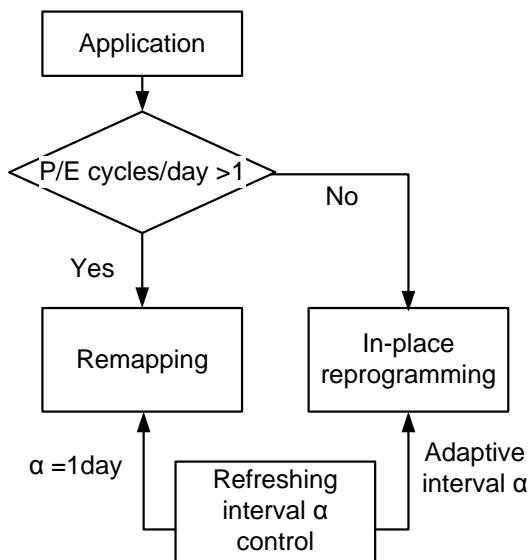 Application
P/E cycles/day >1
No
Yes
Remapping
In-place
reprogramming
α =1day
Adaptive
interval α
Refreshing
interval α
control